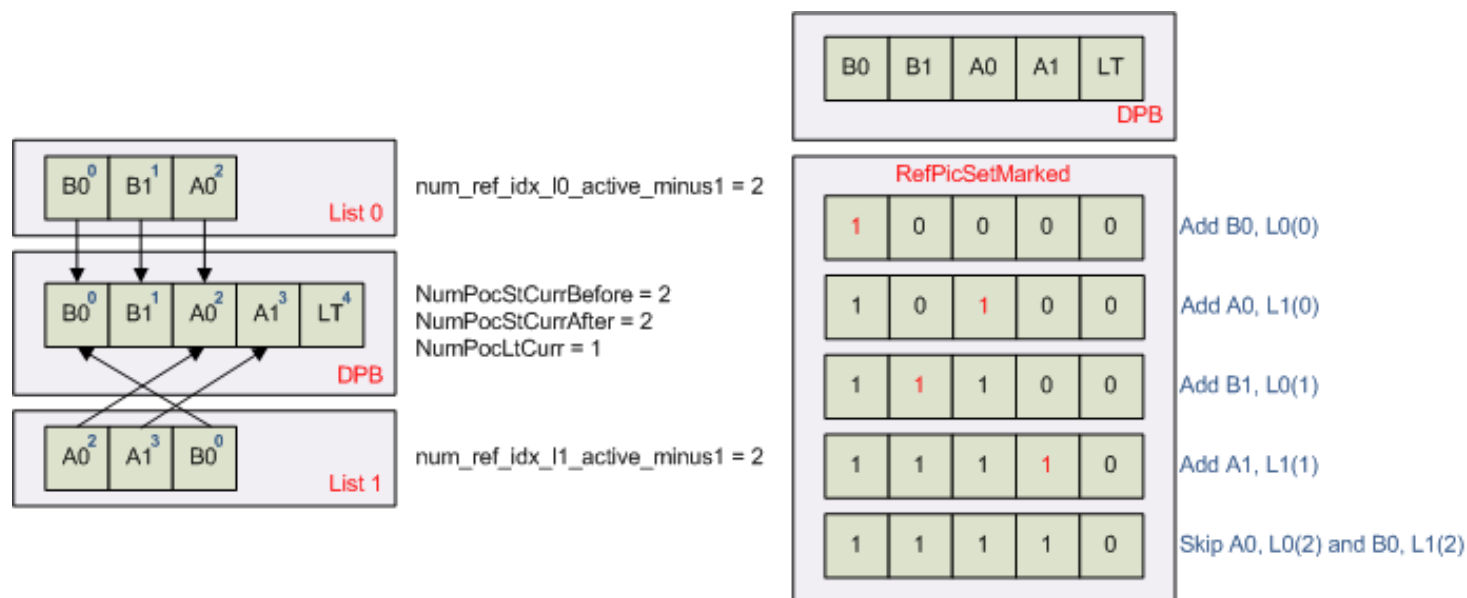 B0⁰ B1¹ A0²
List 0
num_ref_idx_l0_active_minus1 = 2
B0⁰ B1¹ A0² A1³ LT⁴
DPB
NumPocStCurrBefore = 2
NumPocStCurrAfter = 2
NumPocLtCurr = 1
A0² A1³ B0⁰
List 1
num_ref_idx_l1_active_minus1 = 2
B0 B1 A0 A1 LT
DPB
RefPicSetMarked
1 0 0 0 0 Add B0, L0(0)
1 0 1 0 0 Add A0, L1(0)
1 1 1 0 0 Add B1, L0(1)
1 1 1 1 0 Add A1, L1(1)
1 1 1 1 0 Skip A0, L0(2) and B0, L1(2)